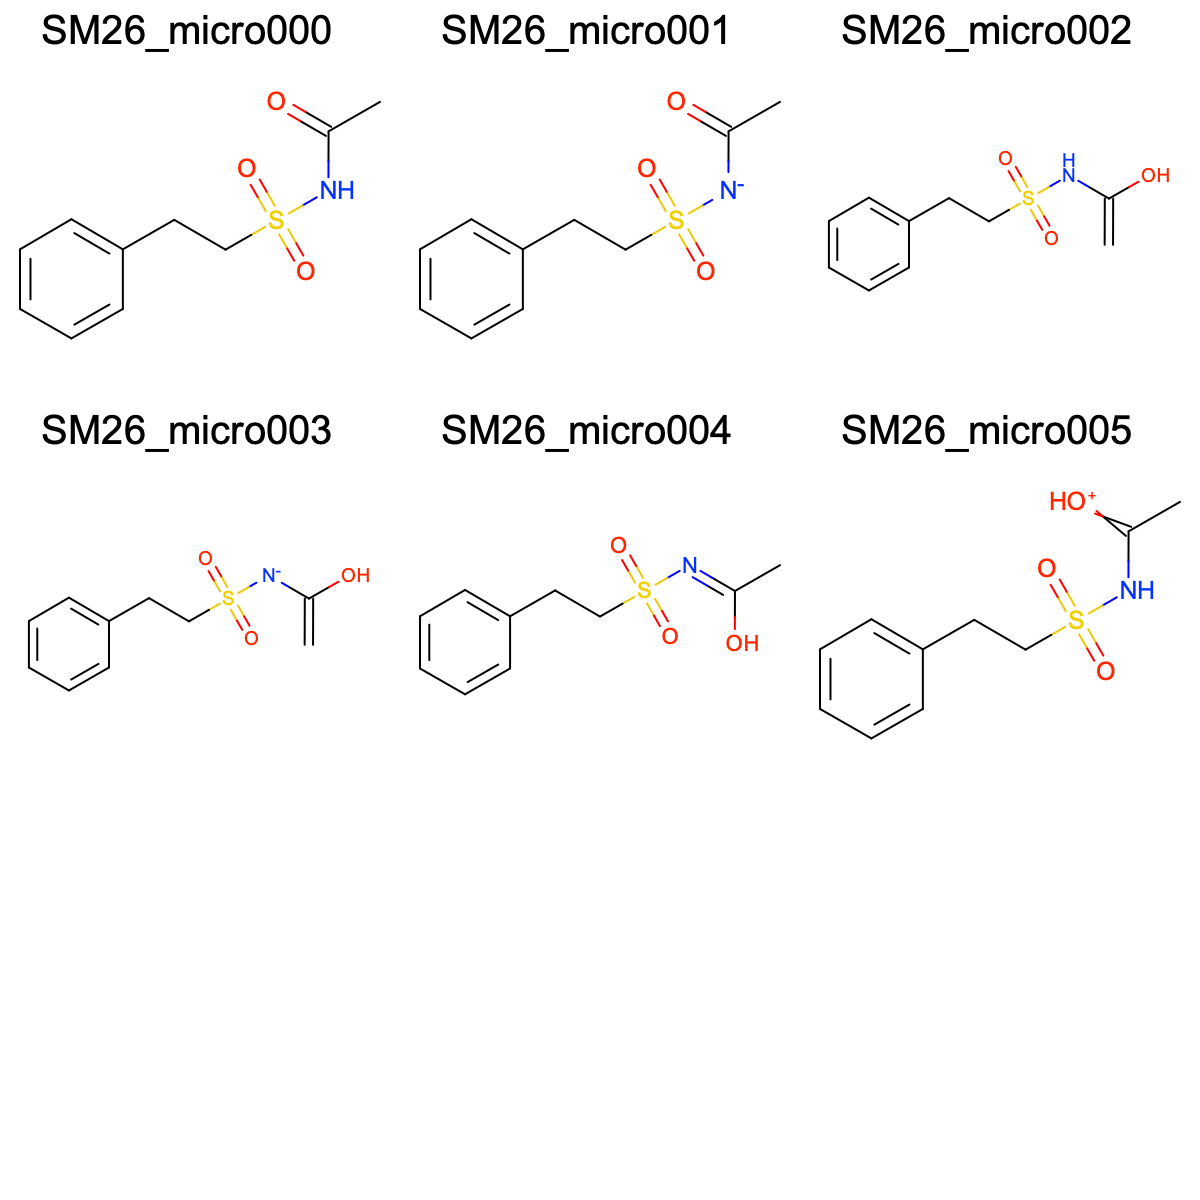 SM26_micro000 SM26_micro001 SM26_micro002
O O
O NH O N- O H N OH
S S S
O O O
SM26_micro003 SM26_micro004 SM26_micro005
HO+
O N- OH O N O NH
S S S
O O OH O